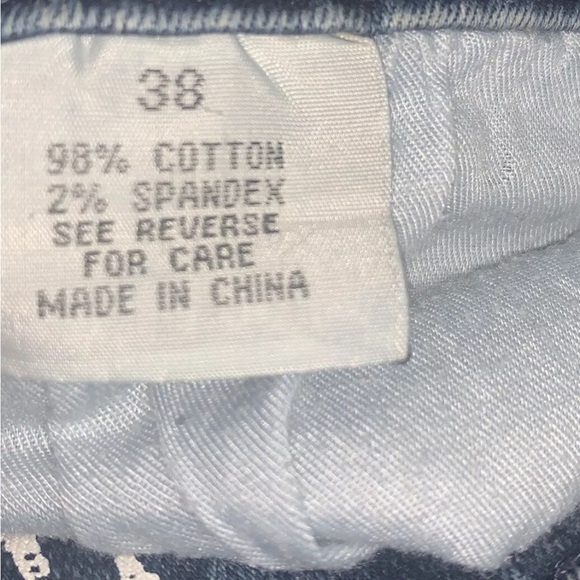 38
98% COTTON
2% SPANDEX
SEE REVERSE
FOR CARE
MADE IN CHINA